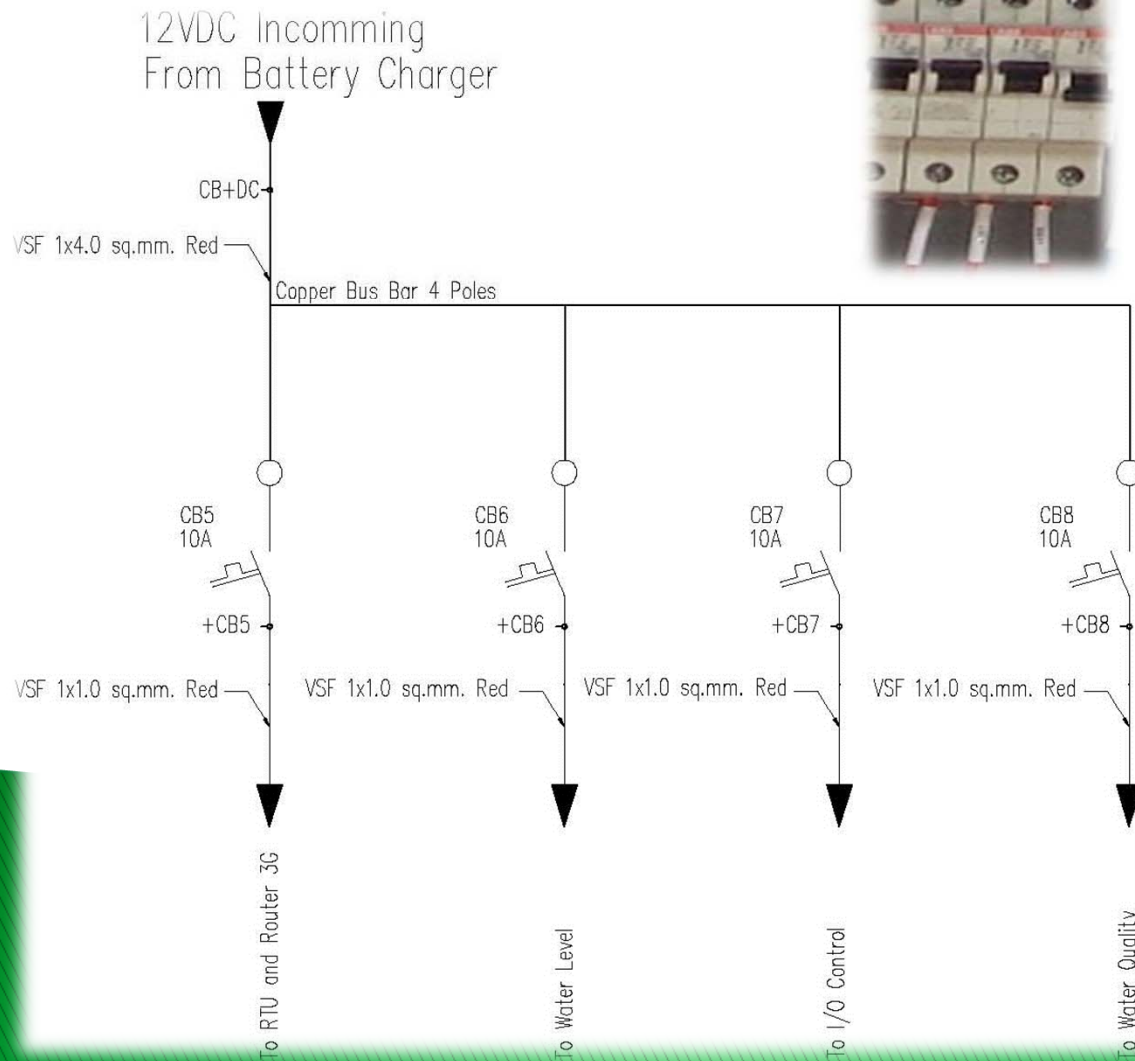 12VDC Incomming
From Battery Charger
CB+DC
VSF 1x4.0 sq.mm. Red
Copper Bus Bar 4 Poles
CB5
10A
CB6
10A
CB7
10A
CB8
10A
+CB5
+CB6
+CB7
+CB8
VSF 1x1.0 sq.mm. Red
VSF 1x1.0 sq.mm. Red
VSF 1x1.0 sq.mm. Red
VSF 1x1.0 sq.mm. Red
To RTU and Router 3G
To Water Level
To I/O Control
To Water Quality